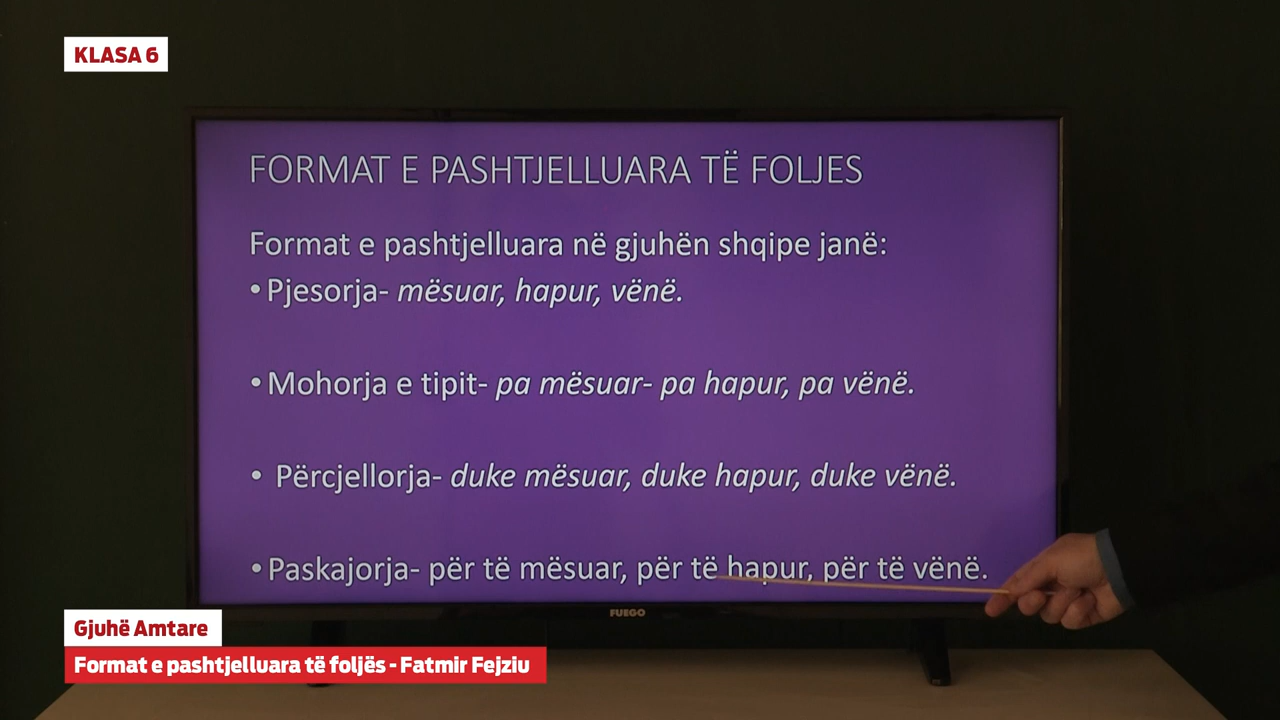 KLASA 6
FORMAT E PASHTJELLUARA TË FOLJES
Format e pashtjelluara në gjuhën shqipe janë:
• Pjesorja- mësuar, hapur, vënë.
• Mohorja e tipit- pa mësuar- pa hapur, pa vënë.
• Përcjellorja- duke mësuar, duke hapur, duke vënë.
• Paskajorja- për të mësuar, për të hapur, për të vënë.
FUEGO
Gjuhë Amtare
Format e pashtjelluara të foljës - Fatmir Fejziu